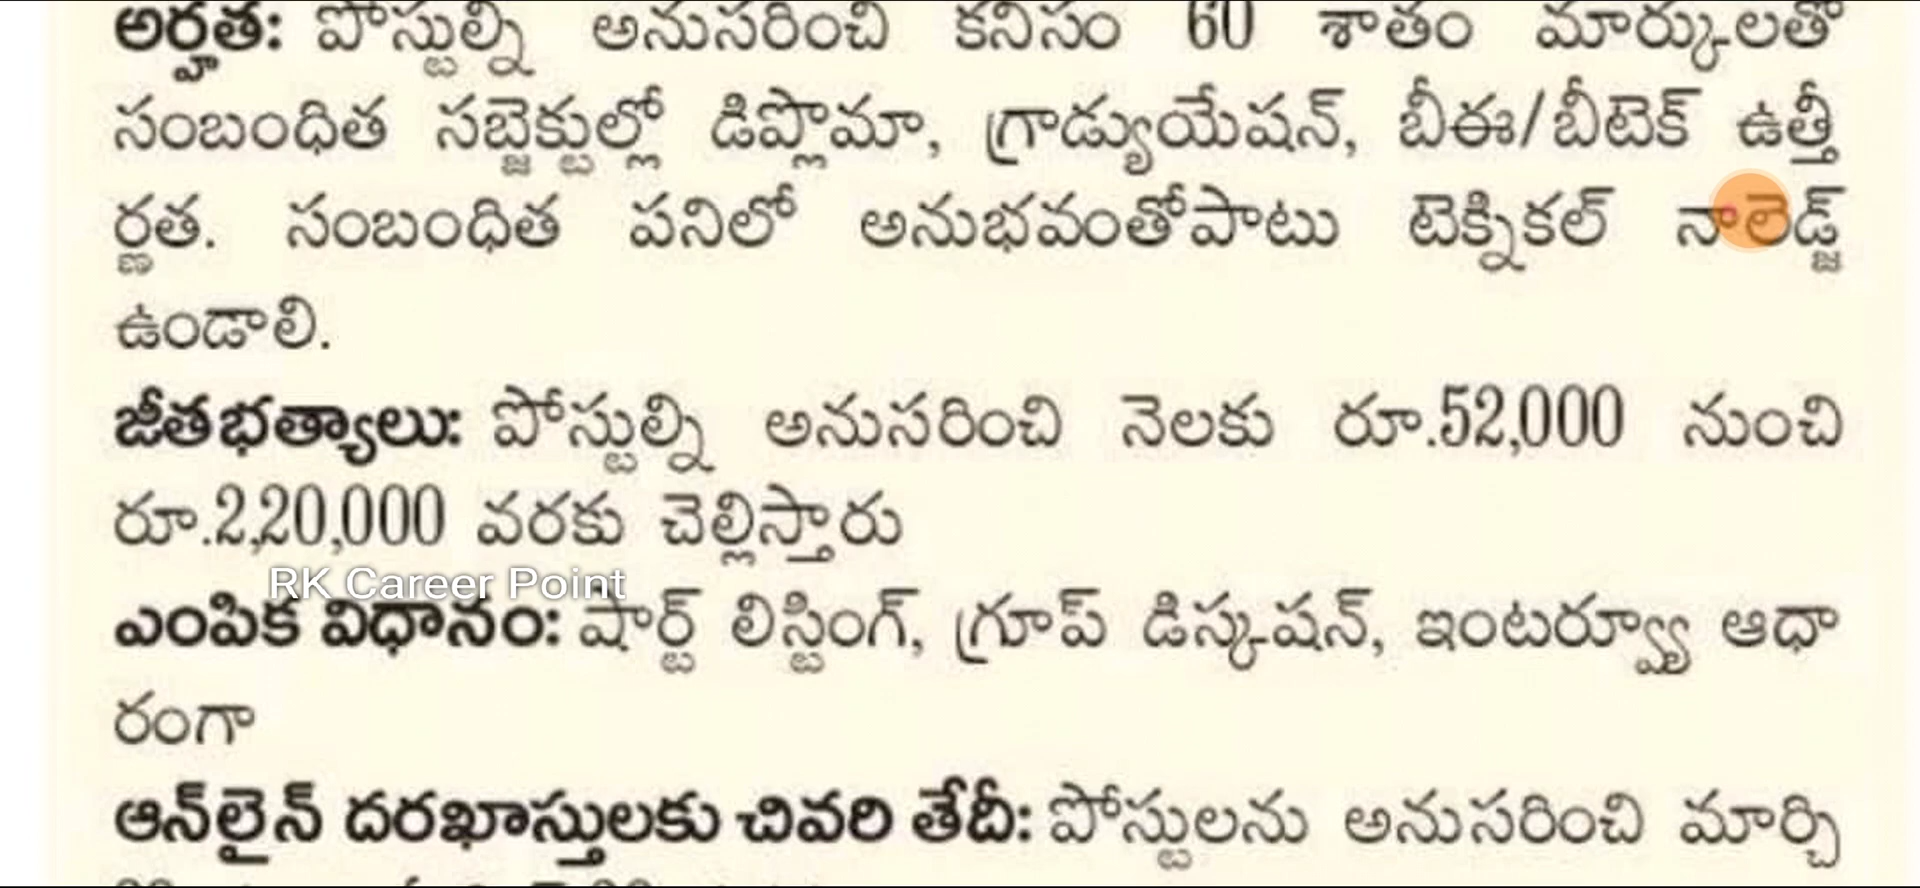 అర్హత: పోస్టుల్ని అనుసరించి కనీసం 60 శాతం మార్కులతో
సంబంధిత సబ్జెక్టుల్లో డిప్లొమా, గ్రాడ్యుయేషన్, బీఈ/బీటెక్ ఉత్తీ
ర్ణత. సంబంధిత పనిలో అనుభవంతోపాటు టెక్నికల్ నాలెడ్జ్
ఉండాలి.
జీతభత్యాలు: పోస్టుల్ని అనుసరించి నెలకు రూ.52,000 నుంచి
రూ.2,20,000 వరకు చెల్లిస్తారు
RK Career Point
ఎంపిక విధానం: షార్ట్ లిస్టింగ్, గ్రూప్ డిస్కషన్, ఇంటర్వ్యూ ఆధా
రంగా
ఆన్‌లైన్ దరఖాస్తులకు చివరి తేదీ: పోస్టులను అనుసరించి మార్చి